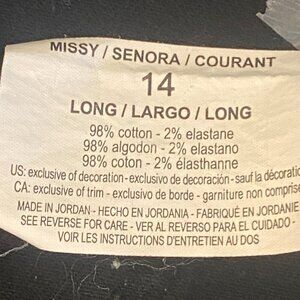 MISSY / SENORA / COURANT
14
LONG / LARGO / LONG
98% cotton - 2% elastane
98% algodon - 2% elastano
98% coton - 2% élasthanne
US: exclusive of decoration - exclusivo de decoración - sauf la décoratio
CA: exclusive of trim - exclusivo de borde - garniture non comprise
MADE IN JORDAN - HECHO EN JORDANIA - FABRIQUÉ EN JORDANIE
SEE REVERSE FOR CARE - VER AL REVERSO PARA EL CUIDADO -
VOIR LES INSTRUCTIONS D'ENTRETIEN AU DOS